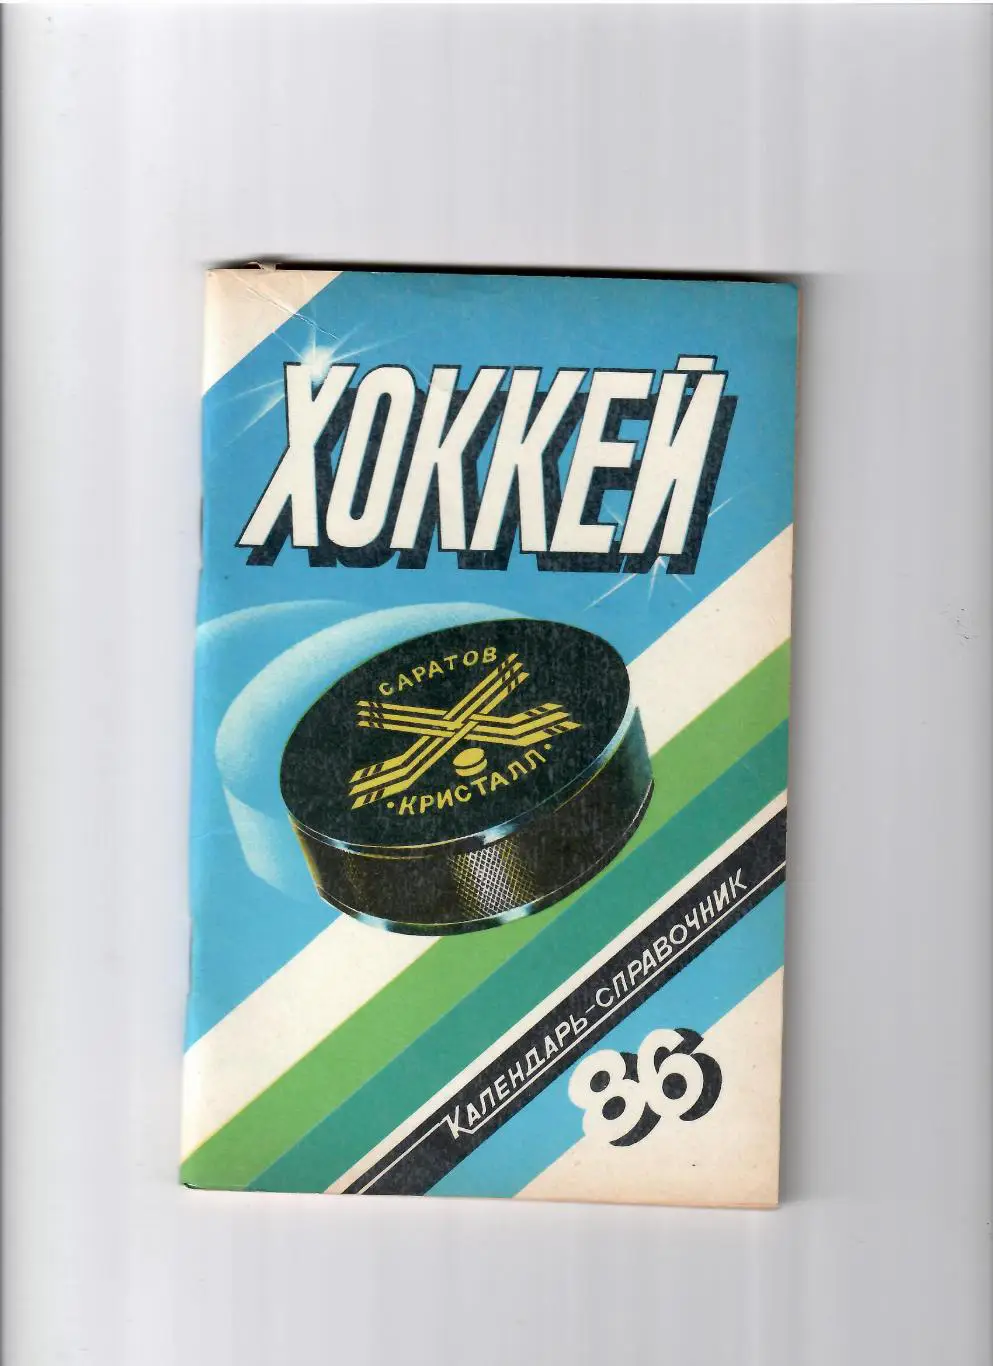 ХОККЕЙ
САРАТОВ
•КРИСТАЛЛ•
КАЛЕНДАРЬ-СПРАВОЧНИК
86